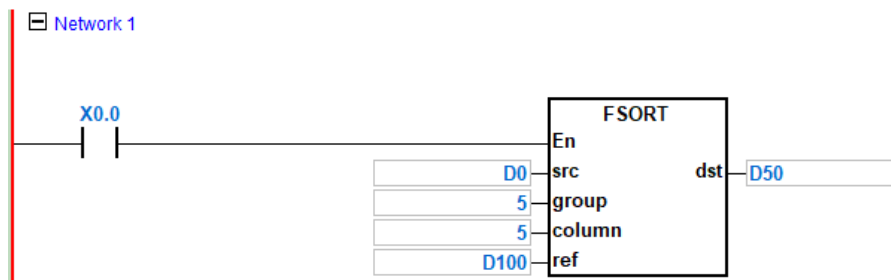 Network 1
X0.0
FSORT
En
D0 src dst D50
5 group
5 column
D100 ref